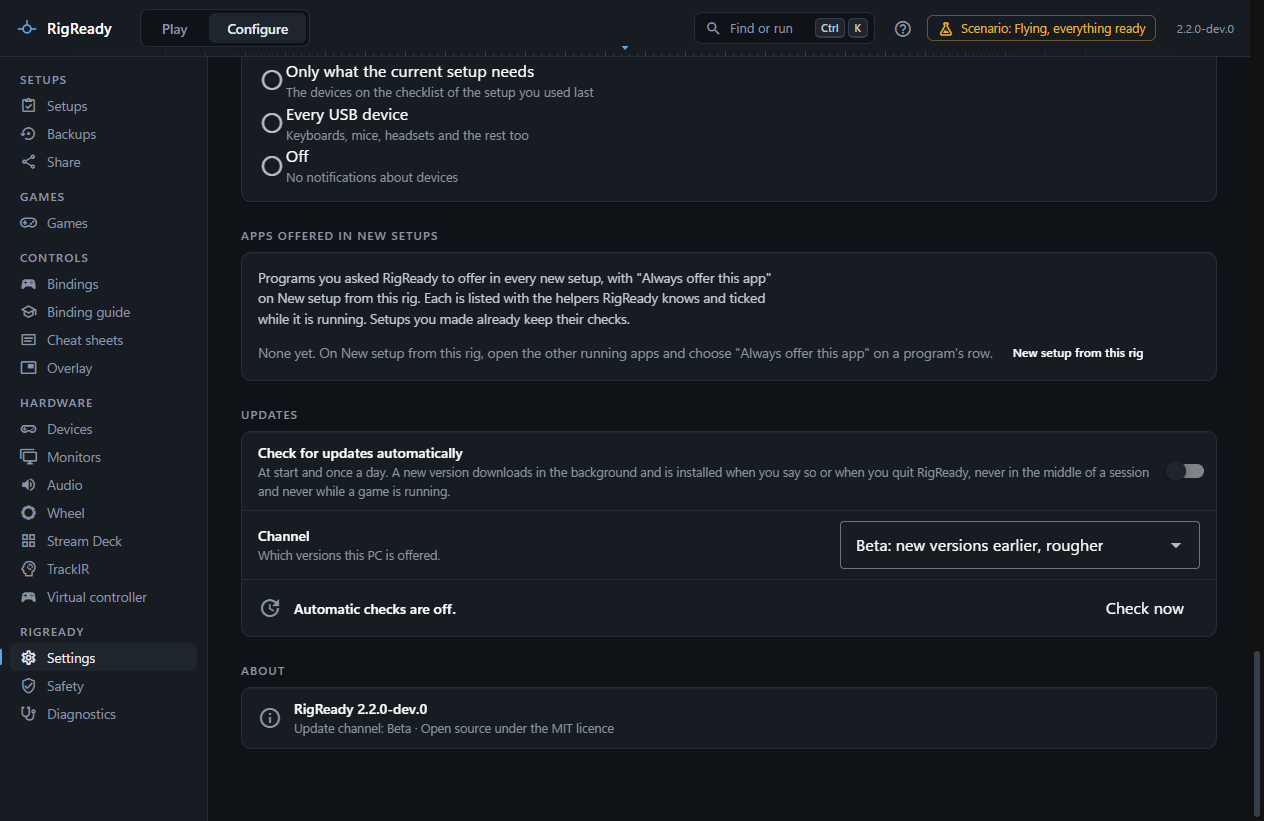 RigReady
Play
Configure
Find or run
Ctrl
K
Scenario: Flying, everything ready
2.2.0-dev.0
SETUPS
Setups
Backups
Share
GAMES
Games
CONTROLS
Bindings
Binding guide
Cheat sheets
Overlay
HARDWARE
Devices
Monitors
Audio
Wheel
Stream Deck
TrackIR
Virtual controller
RIGREADY
Settings
Safety
Diagnostics
Only what the current setup needs
The devices on the checklist of the setup you used last
Every USB device
Keyboards, mice, headsets and the rest too
Off
No notifications about devices
APPS OFFERED IN NEW SETUPS
Programs you asked RigReady to offer in every new setup, with "Always offer this app"
on New setup from this rig. Each is listed with the helpers RigReady knows and ticked
while it is running. Setups you made already keep their checks.
None yet. On New setup from this rig, open the other running apps and choose "Always offer this app" on a program's row.
New setup from this rig
UPDATES
Check for updates automatically
At start and once a day. A new version downloads in the background and is installed when you say so or when you quit RigReady, never in the middle of a session
and never while a game is running.
Channel
Which versions this PC is offered.
Beta: new versions earlier, rougher
Automatic checks are off.
Check now
ABOUT
RigReady 2.2.0-dev.0
Update channel: Beta · Open source under the MIT licence